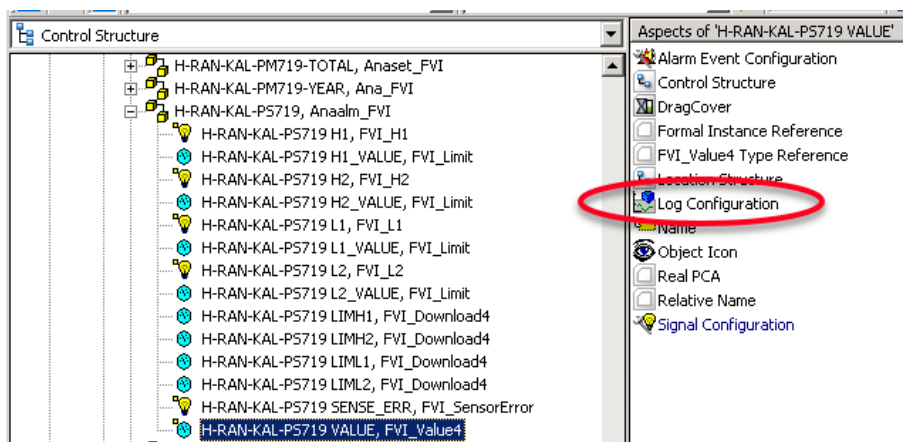 Control Structure
H-RAN-KAL-PM719-TOTAL, Anaset_FVI
H-RAN-KAL-PM719-YEAR, Ana_FVI
H-RAN-KAL-PS719, Anaalm_FVI
H-RAN-KAL-PS719 H1, FVI_H1
H-RAN-KAL-PS719 H1_VALUE, FVI_Limit
H-RAN-KAL-PS719 H2, FVI_H2
H-RAN-KAL-PS719 H2_VALUE, FVI_Limit
H-RAN-KAL-PS719 L1, FVI_L1
H-RAN-KAL-PS719 L1_VALUE, FVI_Limit
H-RAN-KAL-PS719 L2, FVI_L2
H-RAN-KAL-PS719 L2_VALUE, FVI_Limit
H-RAN-KAL-PS719 LIMH1, FVI_Download4
H-RAN-KAL-PS719 LIMH2, FVI_Download4
H-RAN-KAL-PS719 LIML1, FVI_Download4
H-RAN-KAL-PS719 LIML2, FVI_Download4
H-RAN-KAL-PS719 SENSE_ERR, FVI_SensorError
H-RAN-KAL-PS719 VALUE, FVI_Value4
Aspects of 'H-RAN-KAL-PS719 VALUE'
Alarm Event Configuration
Control Structure
DragCover
Formal Instance Reference
FVI_Value4 Type Reference
Location Structure
Log Configuration
Name
Object Icon
Real PCA
Relative Name
Signal Configuration